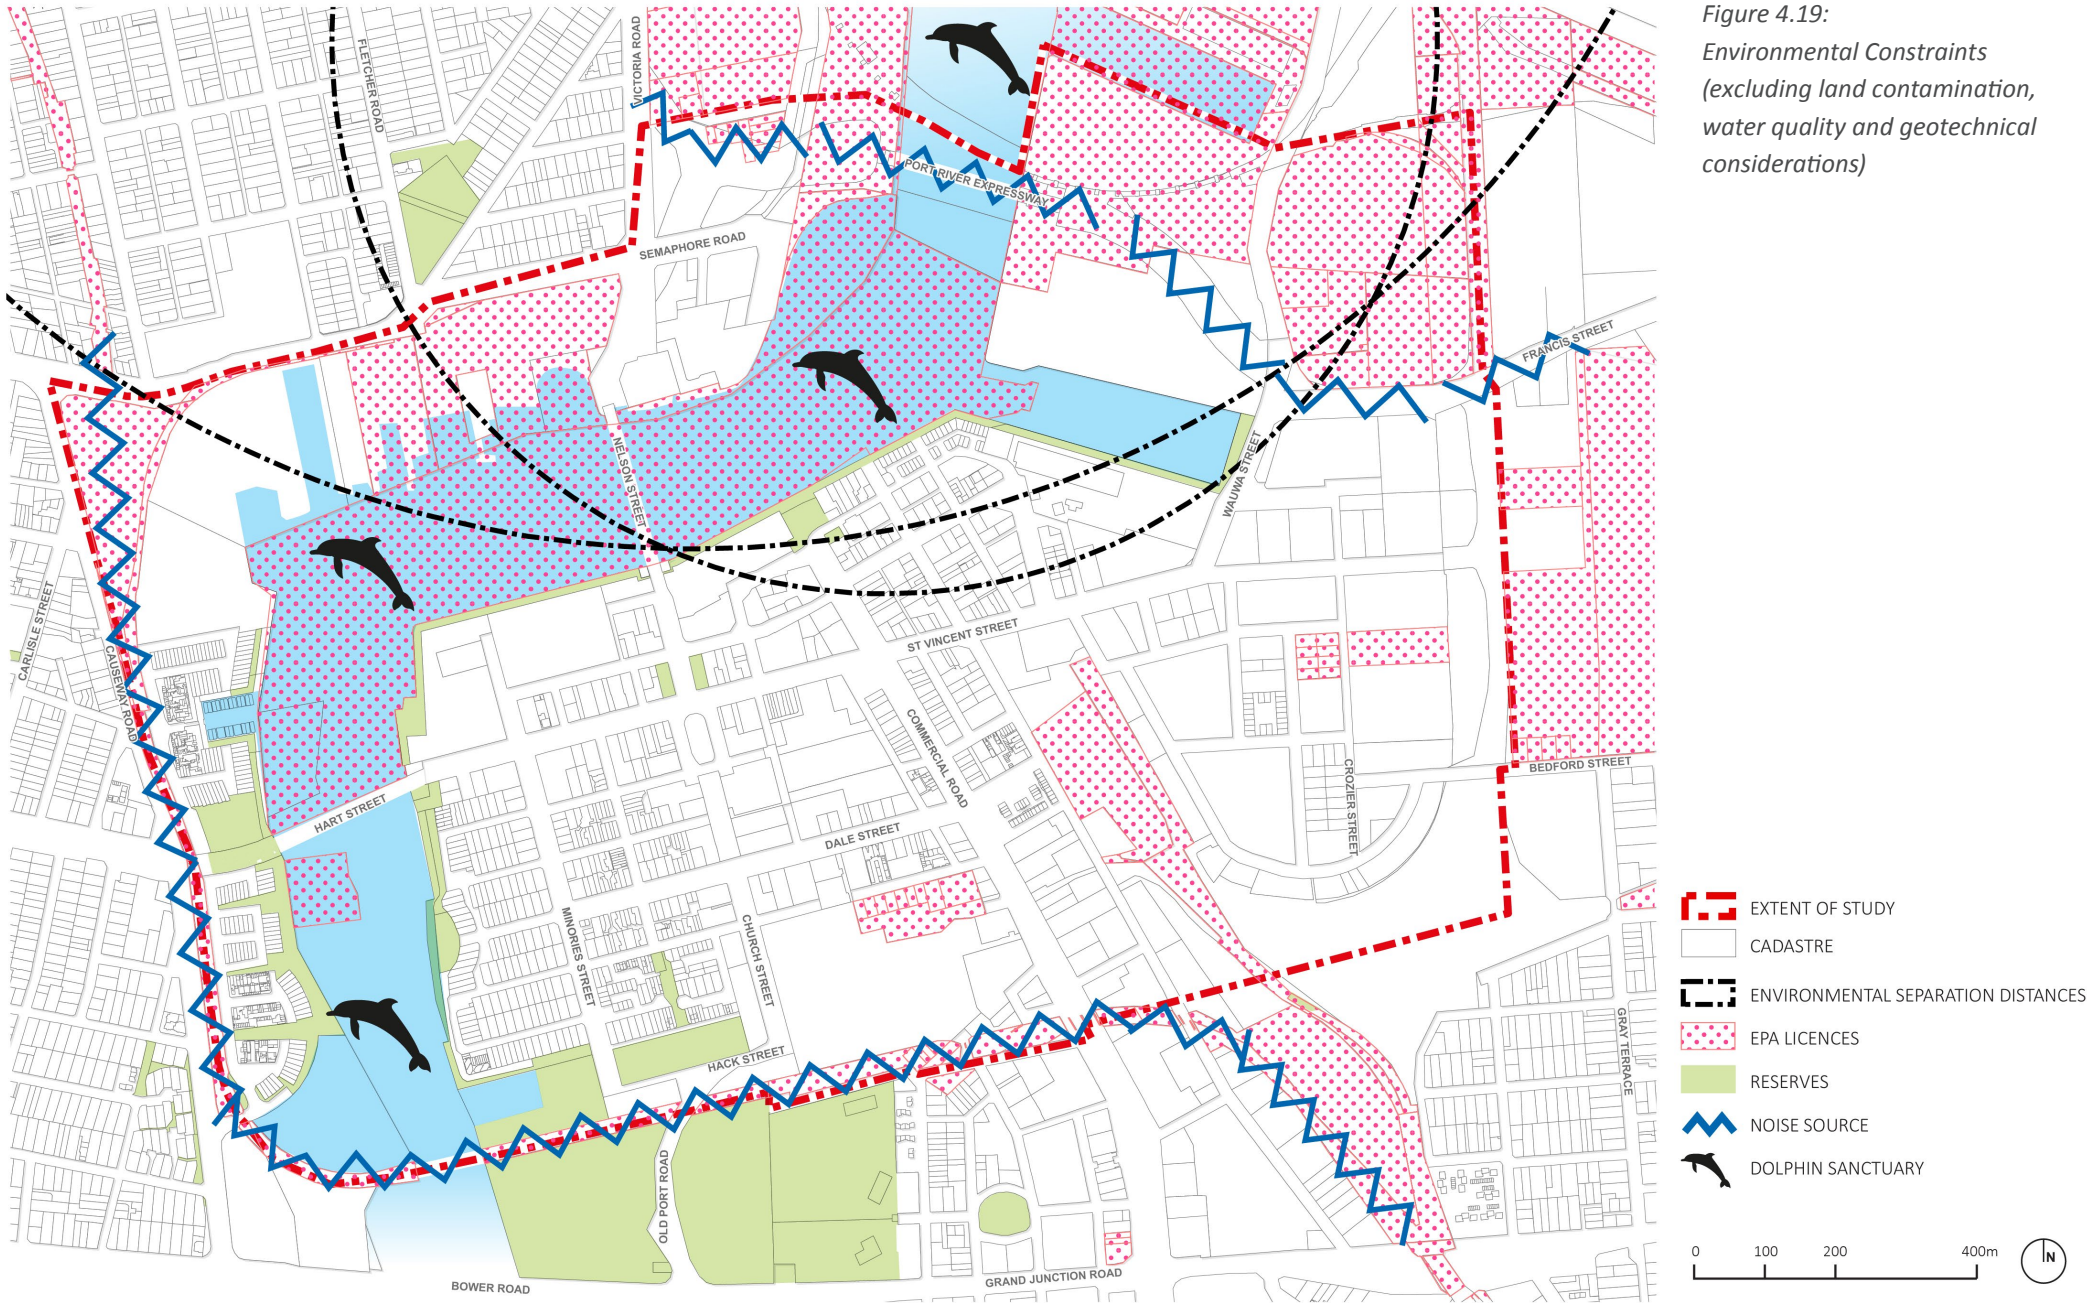 Figure 4.19:
Environmental Constraints
(excluding land contamination,
water quality and geotechnical
considerations)
FLETCHER ROAD
VICTORIA ROAD
PORT RIVER EXPRESSWAY
SEMAPHORE ROAD
FRANCIS STREET
NELSON STREET
WAUWA STREET
CARLISLE STREET
CAUSEWAY ROAD
ST VINCENT STREET
COMMERCIAL ROAD
CROZIER STREET
BEDFORD STREET
HART STREET
DALE STREET
MINORIES STREET
CHURCH STREET
HACK STREET
GRAY TERRACE
OLD PORT ROAD
BOWER ROAD
GRAND JUNCTION ROAD
EXTENT OF STUDY
CADASTRE
ENVIRONMENTAL SEPARATION DISTANCES
EPA LICENCES
RESERVES
NOISE SOURCE
DOLPHIN SANCTUARY
0 100 200 400m
N